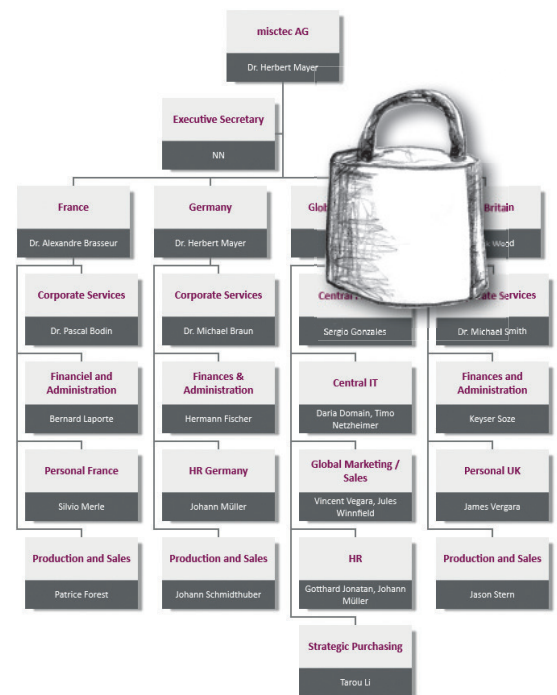 misctec AG
Dr. Herbert Mayer
Executive Secretary
NN
France
Dr. Alexandre Brasseur
Germany
Dr. Herbert Mayer
Britain
Corporate Services
Dr. Pascal Bodin
Corporate Services
Dr. Michael Braun
Central
Sergio Gonzales
Services
Dr. Michael Smith
Financiel and
Administration
Bernard Laporte
Finances &
Administration
Hermann Fischer
Central IT
Daria Domain, Timo
Netzheimer
Finances and
Administration
Keyser Soze
Personal France
Silvio Merle
HR Germany
Johann Müller
Global Marketing /
Sales
Vincent Vegara, Jules
Winnfield
Personal UK
James Vergara
Production and Sales
Patrice Forest
Production and Sales
Johann Schmidthuber
HR
Gotthard Jonatan, Johann
Müller
Production and Sales
Jason Stern
Strategic Purchasing
Tarou Li